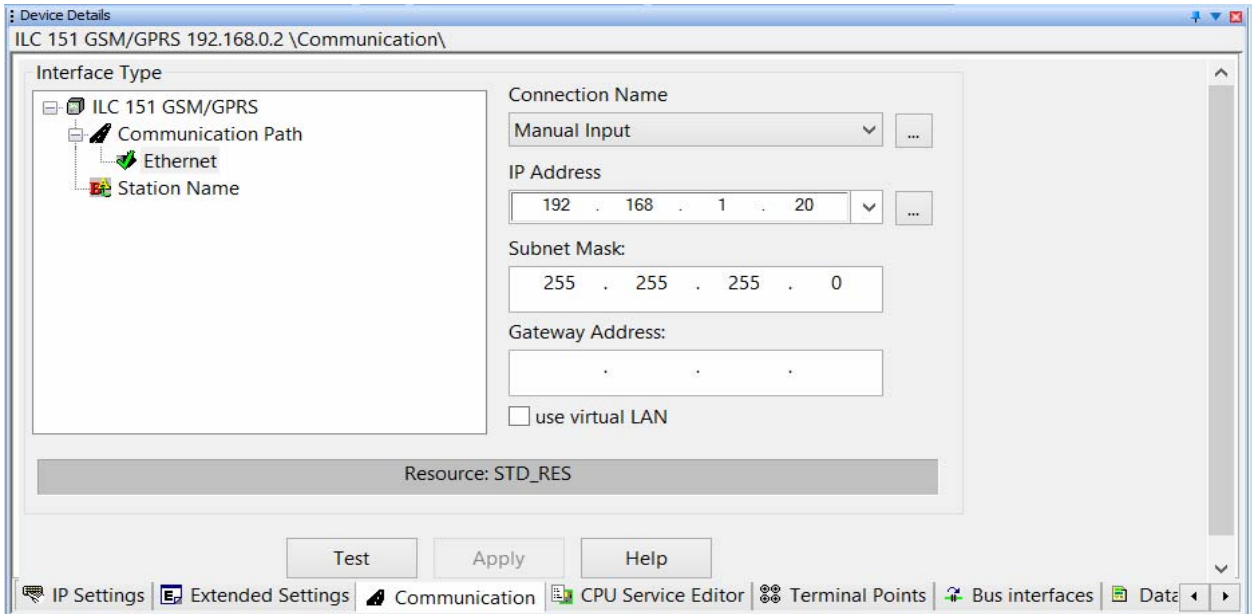 Device Details
ILC 151 GSM/GPRS 192.168.0.2 \Communication\
Interface Type
ILC 151 GSM/GPRS
Communication Path
Ethernet
Station Name
Connection Name
Manual Input
...
IP Address
192 . 168 . 1 . 20
...
Subnet Mask:
255 . 255 . 255 . 0
Gateway Address:
. . .
use virtual LAN
Resource: STD_RES
Test Apply Help
IP Settings Extended Settings Communication CPU Service Editor Terminal Points Bus interfaces Data